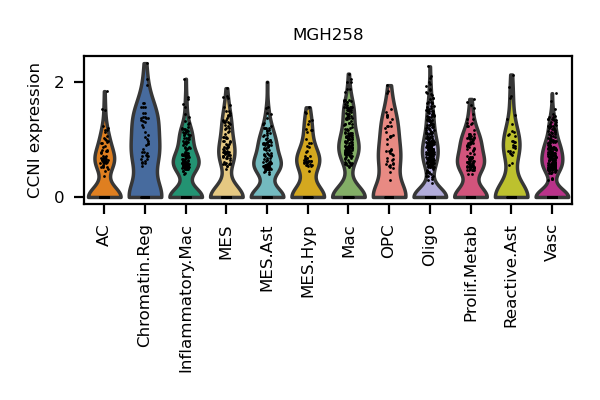 MGH258
CCNI expression
2
0
AC
Chromatin.Reg
Inflammatory.Mac
MES
MES.Ast
MES.Hyp
Mac
OPC
Oligo
Prolif.Metab
Reactive.Ast
Vasc